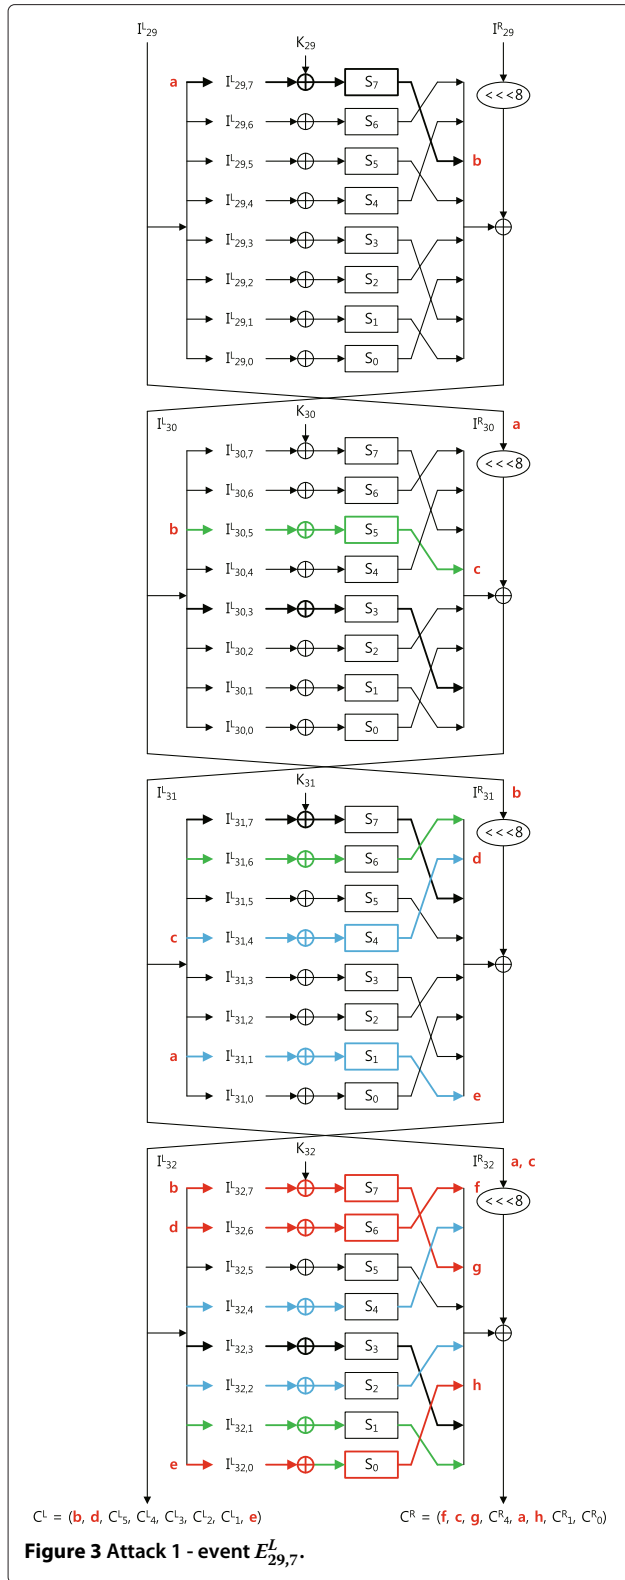 I^L_29 I^R_29
K_29
a I^L_29,7 S_7 <<<8
I^L_29,6 S_6
I^L_29,5 S_5 b
I^L_29,4 S_4
I^L_29,3 S_3
I^L_29,2 S_2
I^L_29,1 S_1
I^L_29,0 S_0
I^L_30 K_30 I^R_30 a
I^L_30,7 S_7 <<<8
I^L_30,6 S_6
b I^L_30,5 S_5
I^L_30,4 S_4 c
I^L_30,3 S_3
I^L_30,2 S_2
I^L_30,1 S_1
I^L_30,0 S_0
I^L_31 K_31 I^R_31 b
I^L_31,7 S_7 <<<8
I^L_31,6 S_6 d
I^L_31,5 S_5
c I^L_31,4 S_4
I^L_31,3 S_3
I^L_31,2 S_2
a I^L_31,1 S_1
I^L_31,0 S_0 e
I^L_32 K_32 I^R_32 a, c
b I^L_32,7 S_7 f <<<8
d I^L_32,6 S_6
I^L_32,5 S_5 g
I^L_32,4 S_4
I^L_32,3 S_3
I^L_32,2 S_2 h
I^L_32,1 S_1
e I^L_32,0 S_0
C^L = (b, d, C^L_5, C^L_4, C^L_3, C^L_2, C^L_1, e) C^R = (f, c, g, C^R_4, a, h, C^R_1, C^R_0)
Figure 3 Attack 1 - event E^L_29,7.